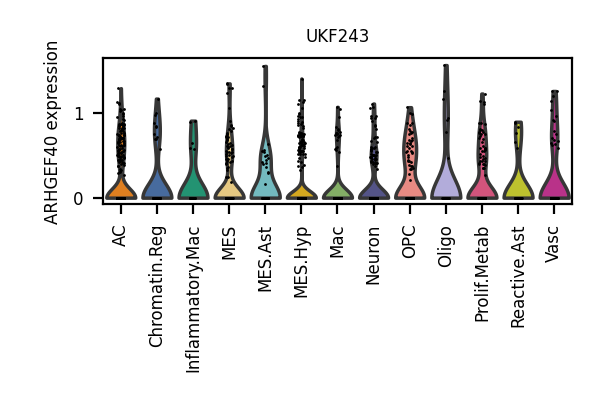 UKF243
ARHGEF40 expression
1
0
AC
Chromatin.Reg
Inflammatory.Mac
MES
MES.Ast
MES.Hyp
Mac
Neuron
OPC
Oligo
Prolif.Metab
Reactive.Ast
Vasc